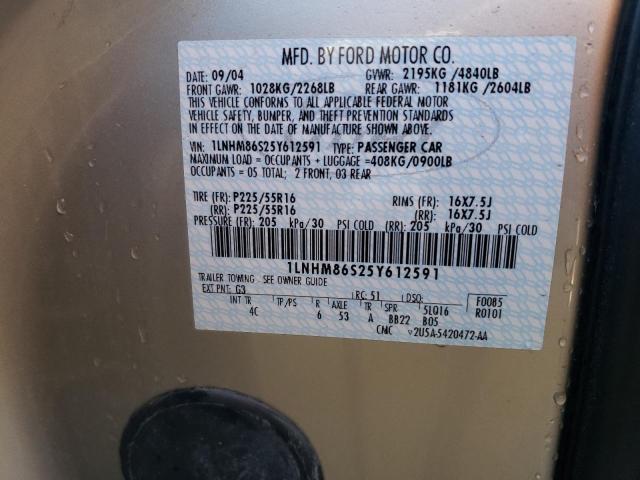 MFD. BY FORD MOTOR CO.
DATE: 09/04 GVWR: 2195KG /4840LB
FRONT GAWR: 1028KG/2268LB REAR GAWR: 1181KG /2604LB
THIS VEHICLE CONFORMS TO ALL APPLICABLE FEDERAL MOTOR
VEHICLE SAFETY, BUMPER, AND THEFT PREVENTION STANDARDS
IN EFFECT ON THE DATE OF MANUFACTURE SHOWN ABOVE.
VIN: 1LNHM86S25Y612591 TYPE: PASSENGER CAR
MAXIMUM LOAD = OCCUPANTS + LUGGAGE =408KG/0900LB
OCCUPANTS = 05 TOTAL; 2 FRONT, 03 REAR
TIRE (FR): P225/55R16 RIMS (FR): 16X7.5J
(RR): P225/55R16 (RR): 16X7.5J
PRESSURE (FR): 205 kPa/30 PSI COLD (RR): 205 kPa/30 PSI COLD
1LNHM86S25Y612591
TRAILER TOWING - SEE OWNER GUIDE
EXT PNT: G3 RC: 51 DSO: F0085
INT TR TP/PS R AXLE TR SPR 5LQ16 R0101
4C 6 53 A BB22 B05
CMC v2U5A-5420472-AA